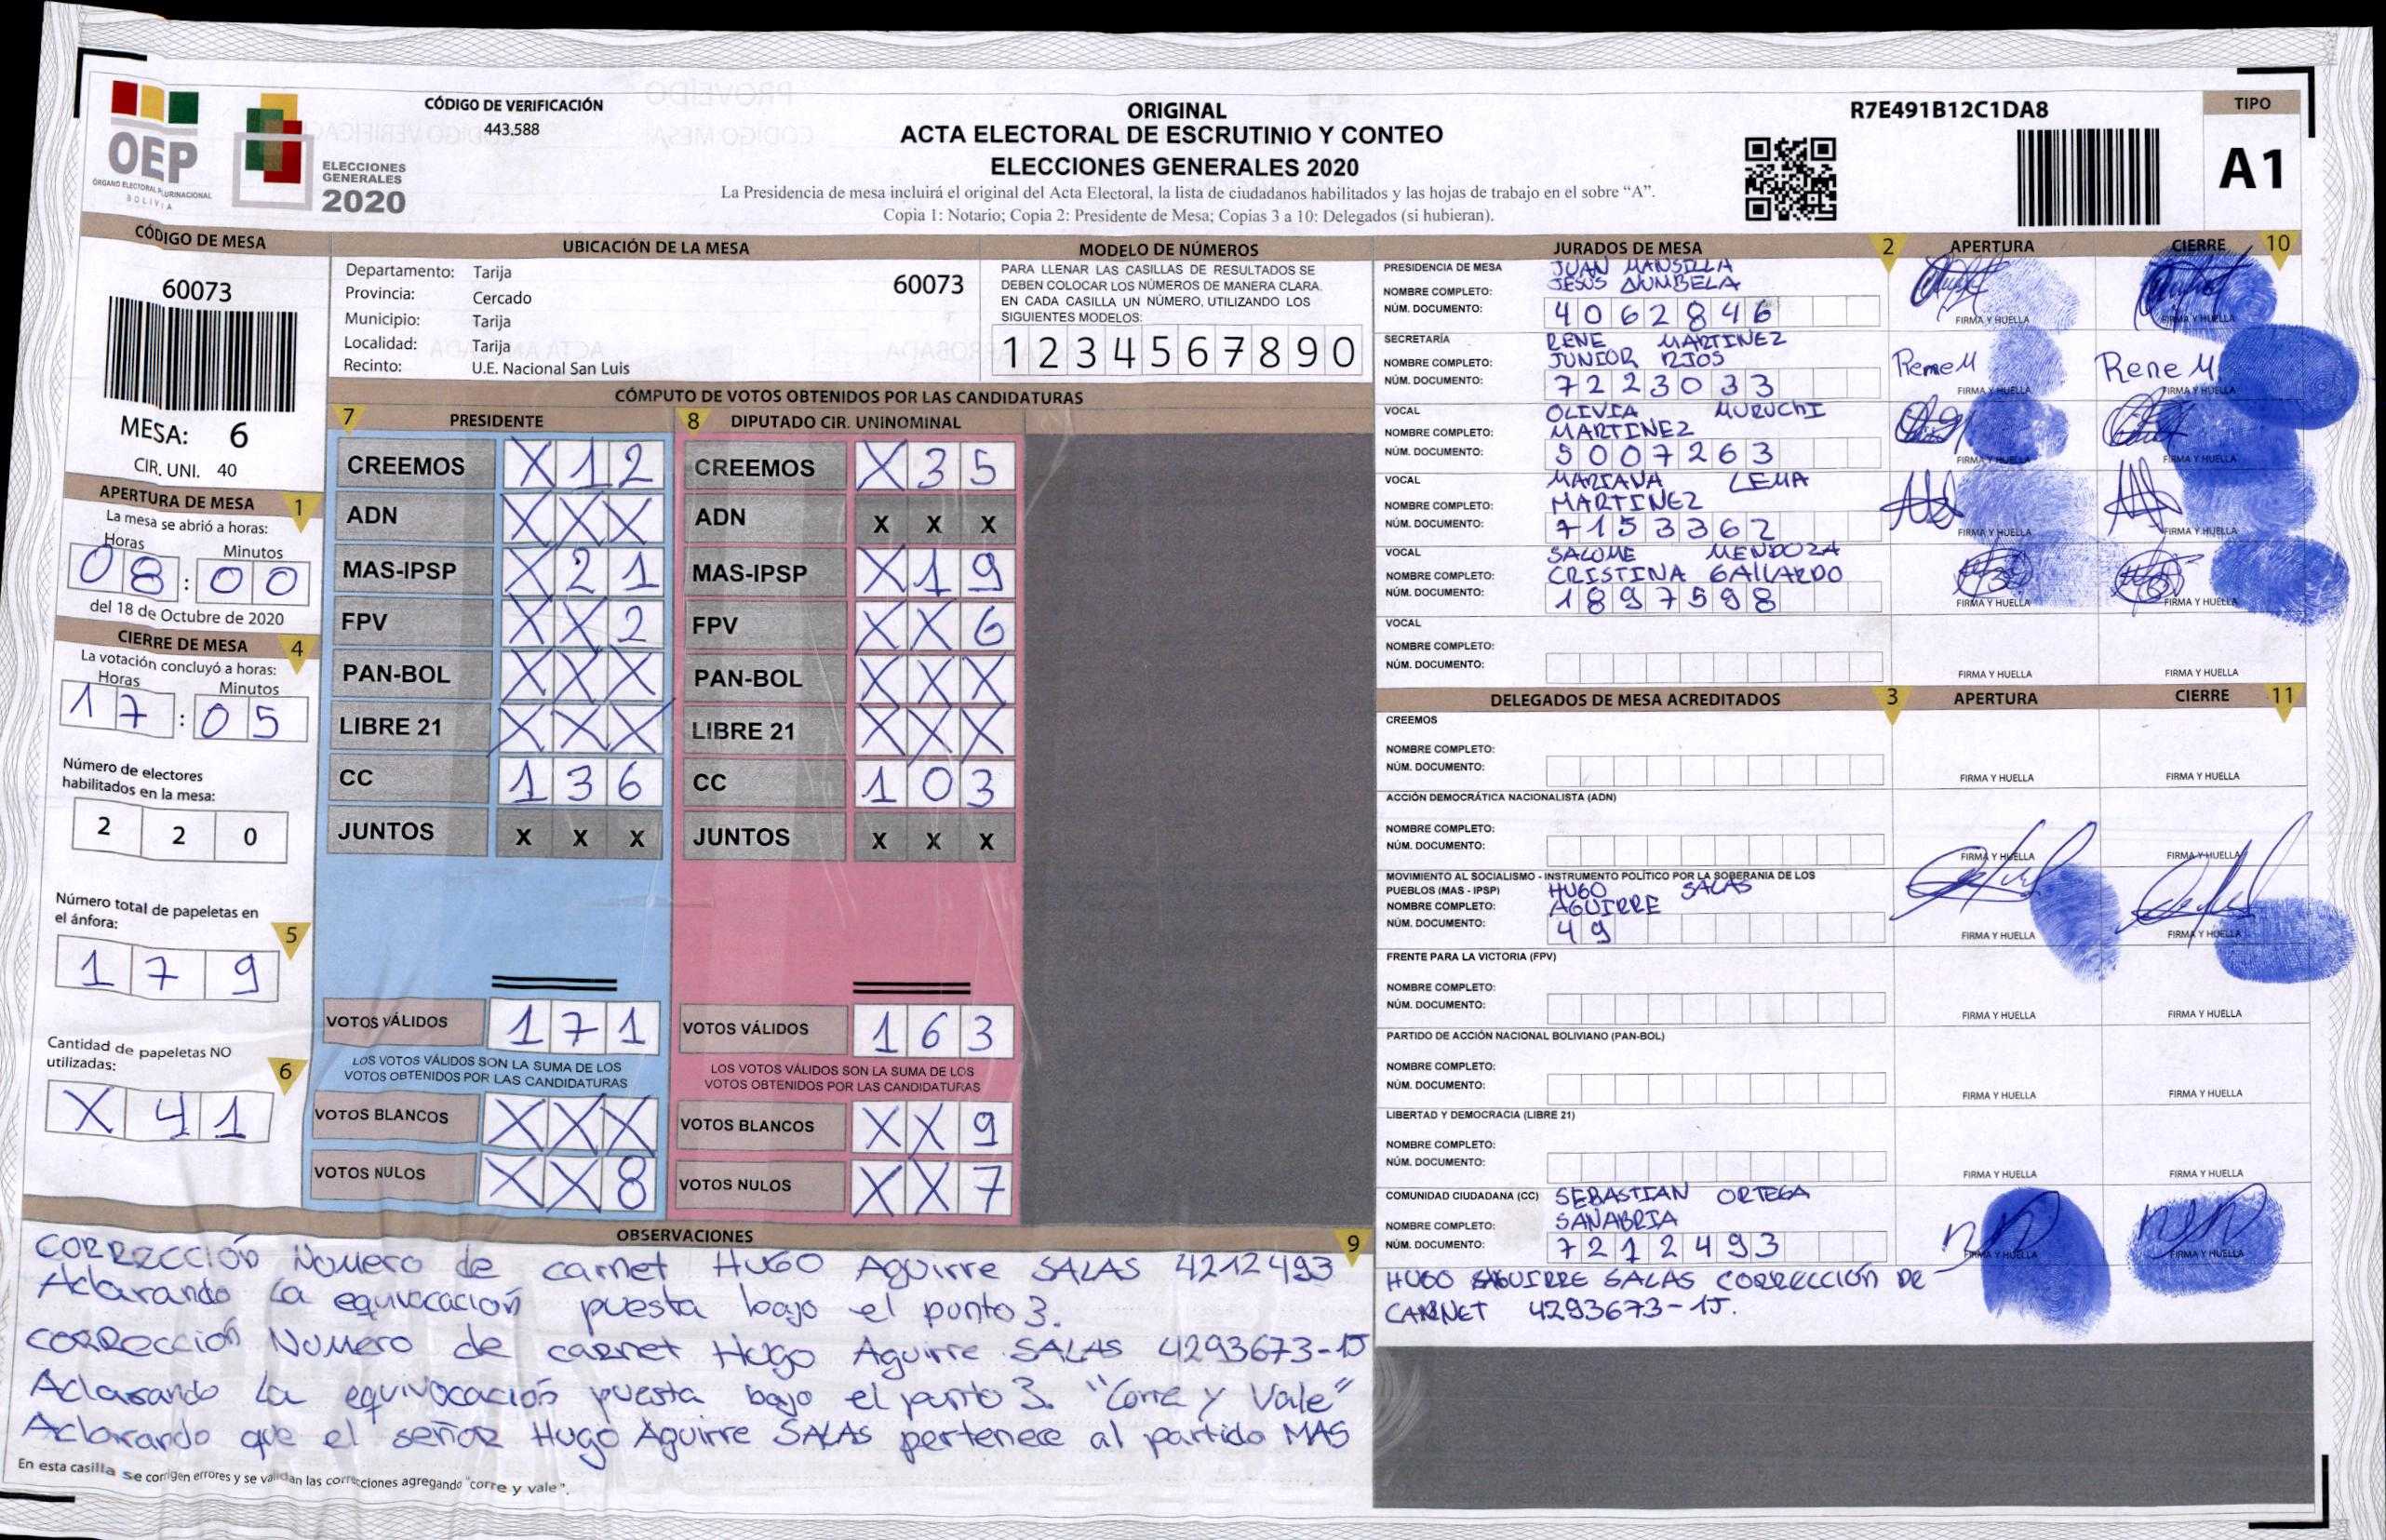 OEP
ÓRGANO ELECTORAL PLURINACIONAL
BOLIVIA
ELECCIONES
GENERALES
2020
CÓDIGO DE VERIFICACIÓN
443.588
ORIGINAL
ACTA ELECTORAL DE ESCRUTINIO Y CONTEO
ELECCIONES GENERALES 2020
La Presidencia de mesa incluirá el original del Acta Electoral, la lista de ciudadanos habilitados y las hojas de trabajo en el sobre “A”.
Copia 1: Notario; Copia 2: Presidente de Mesa; Copias 3 a 10: Delegados (si hubieran).
R7E491B12C1DA8
TIPO
A1
CÓDIGO DE MESA
60073
MESA: 6
CIR. UNI. 40
APERTURA DE MESA 1
La mesa se abrió a horas:
Horas Minutos
08:00
del 18 de Octubre de 2020
CIERRE DE MESA 4
La votación concluyó a horas:
Horas Minutos
17:05
Número de electores
habilitados en la mesa:
2 2 0
Número total de papeletas en
el ánfora: 5
1 7 9
Cantidad de papeletas NO
utilizadas: 6
X 4 1
UBICACIÓN DE LA MESA
Departamento: Tarija 60073
Provincia: Cercado
Municipio: Tarija
Localidad: Tarija
Recinto: U.E. Nacional San Luis
MODELO DE NÚMEROS
PARA LLENAR LAS CASILLAS DE RESULTADOS SE
DEBEN COLOCAR LOS NÚMEROS DE MANERA CLARA.
EN CADA CASILLA UN NÚMERO, UTILIZANDO LOS
SIGUIENTES MODELOS:
1 2 3 4 5 6 7 8 9 0
CÓMPUTO DE VOTOS OBTENIDOS POR LAS CANDIDATURAS
7 PRESIDENTE
CREEMOS X 1 2
ADN X X X
MAS-IPSP X 2 1
FPV X X 2
PAN-BOL X X X
LIBRE 21 X X X
CC 1 3 6
JUNTOS X X X
VOTOS VÁLIDOS 1 7 1
LOS VOTOS VÁLIDOS SON LA SUMA DE LOS
VOTOS OBTENIDOS POR LAS CANDIDATURAS
VOTOS BLANCOS X X X
VOTOS NULOS X X 8
8 DIPUTADO CIR. UNINOMINAL
CREEMOS X 3 5
ADN X X X
MAS-IPSP X 1 9
FPV X X 6
PAN-BOL X X X
LIBRE 21 X X X
CC 1 0 3
JUNTOS X X X
VOTOS VÁLIDOS 1 6 3
LOS VOTOS VÁLIDOS SON LA SUMA DE LOS
VOTOS OBTENIDOS POR LAS CANDIDATURAS
VOTOS BLANCOS X X 9
VOTOS NULOS X X 7
OBSERVACIONES 9
CORRECCIÓN Numero de carnet HUGO Aguirre SALAS 4212493
Aclarando la equivocación puesta bajo el punto 3.
CORRECCIÓN Numero de carnet Hugo Aguirre SALAS 4293673-1J
Aclarando La equivocación puesta bajo el punto 3. "Corre y Vale"
Aclarando que el señor Hugo Aguirre SALAS pertenece al partido MAS
En esta casilla se corrigen errores y se validan las correcciones agregando "corre y vale".
JURADOS DE MESA 2 APERTURA CIERRE 10
PRESIDENCIA DE MESA JUAN MANSILLA
NOMBRE COMPLETO: JESUS
NÚM. DOCUMENTO: 4062846
FIRMA Y HUELLA FIRMA Y HUELLA
SECRETARÍA RENE MARTINEZ
NOMBRE COMPLETO: JUNIOR RIOS
NÚM. DOCUMENTO: 7223033
Rene M Rene M.
FIRMA Y HUELLA FIRMA Y HUELLA
VOCAL OLIVIA MURUCHI
NOMBRE COMPLETO: MARTINEZ
NÚM. DOCUMENTO: 5007263
FIRMA Y HUELLA FIRMA Y HUELLA
VOCAL MARIANA LEMA
NOMBRE COMPLETO: MARTINEZ
NÚM. DOCUMENTO: 7153362
FIRMA Y HUELLA FIRMA Y HUELLA
VOCAL SALOME MENDOZA
NOMBRE COMPLETO: CRISTINA GALLARDO
NÚM. DOCUMENTO: 1897598
FIRMA Y HUELLA FIRMA Y HUELLA
VOCAL
NOMBRE COMPLETO:
NÚM. DOCUMENTO:
FIRMA Y HUELLA FIRMA Y HUELLA
DELEGADOS DE MESA ACREDITADOS 3 APERTURA CIERRE 11
CREEMOS
NOMBRE COMPLETO:
NÚM. DOCUMENTO:
FIRMA Y HUELLA FIRMA Y HUELLA
ACCIÓN DEMOCRÁTICA NACIONALISTA (ADN)
NOMBRE COMPLETO:
NÚM. DOCUMENTO:
FIRMA Y HUELLA FIRMA Y HUELLA
MOVIMIENTO AL SOCIALISMO - INSTRUMENTO POLÍTICO POR LA SOBERANIA DE LOS
PUEBLOS (MAS - IPSP) HUGO SALAS
NOMBRE COMPLETO: AGUIRRE
NÚM. DOCUMENTO: 49
FIRMA Y HUELLA FIRMA Y HUELLA
FRENTE PARA LA VICTORIA (FPV)
NOMBRE COMPLETO:
NÚM. DOCUMENTO:
FIRMA Y HUELLA FIRMA Y HUELLA
PARTIDO DE ACCIÓN NACIONAL BOLIVIANO (PAN-BOL)
NOMBRE COMPLETO:
NÚM. DOCUMENTO:
FIRMA Y HUELLA FIRMA Y HUELLA
LIBERTAD Y DEMOCRACIA (LIBRE 21)
NOMBRE COMPLETO:
NÚM. DOCUMENTO:
FIRMA Y HUELLA FIRMA Y HUELLA
COMUNIDAD CIUDADANA (CC) SEBASTIAN ORTEGA
NOMBRE COMPLETO: SANABRIA
NÚM. DOCUMENTO: 7212493
FIRMA Y HUELLA FIRMA Y HUELLA
HUGO AGUIRRE SALAS CORRECCIÓN DE
CARNET 4293673-1J.